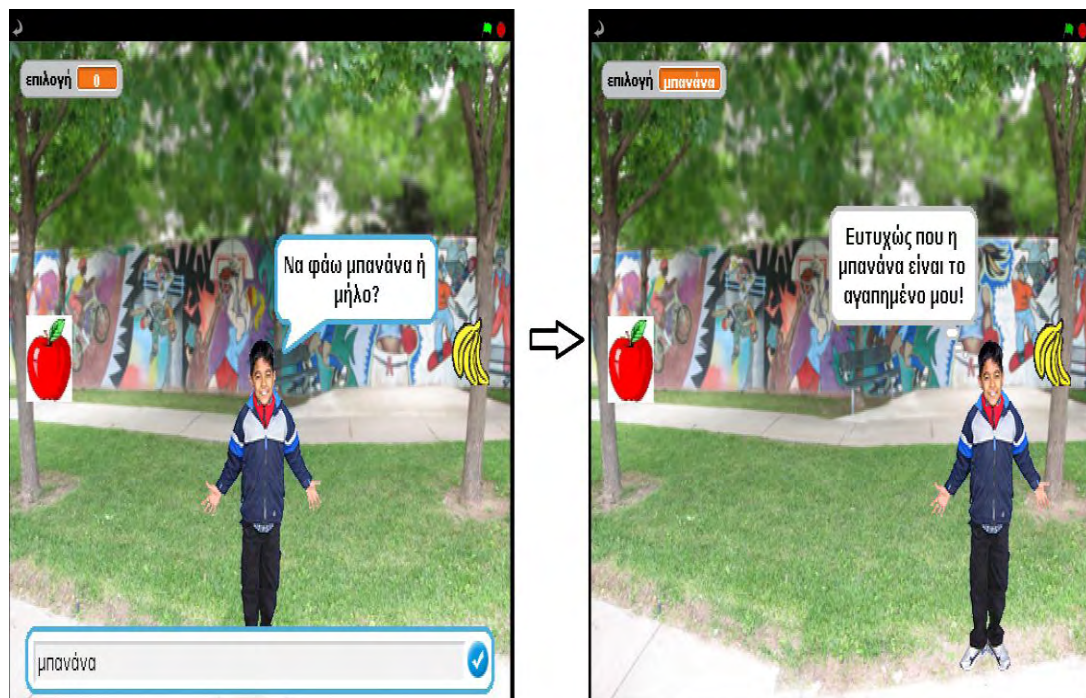 επιλογή 0
Να φάω μπανάνα ή
μήλο?
μπανάνα
επιλογή μπανάνα
Ευτυχώς που η
μπανάνα είναι το
αγαπημένο μου!